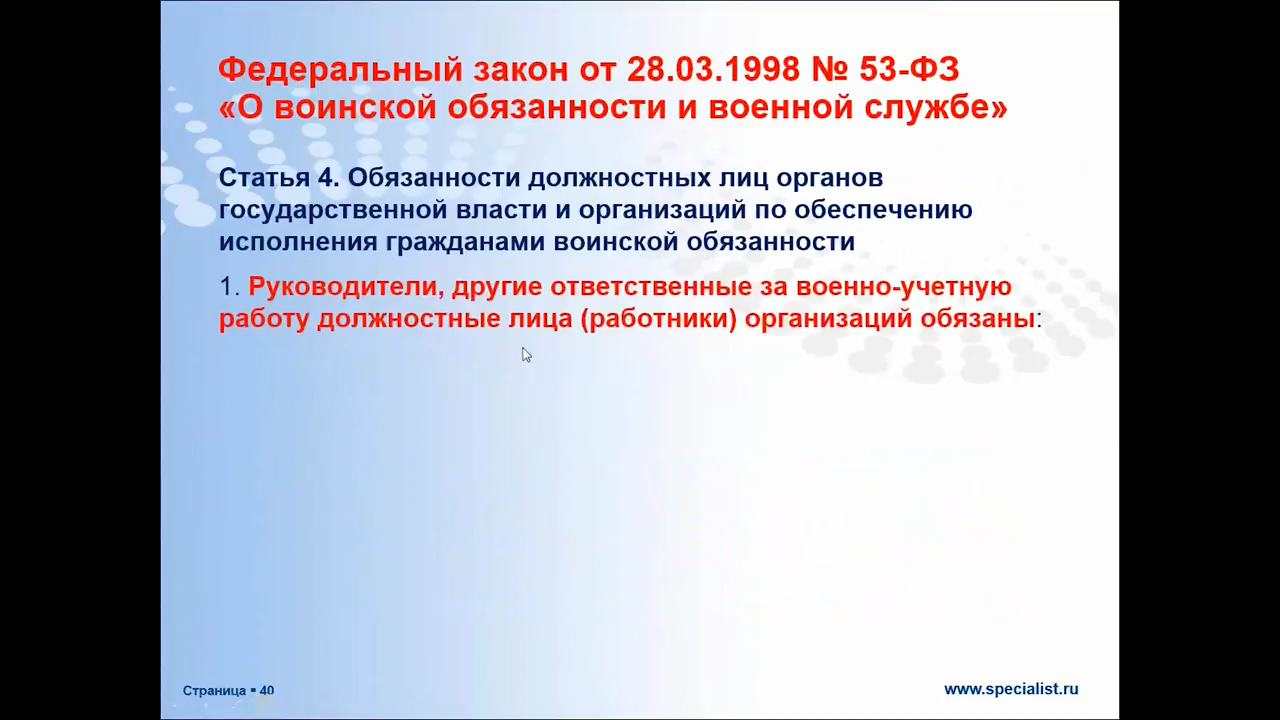 Федеральный закон от 28.03.1998 № 53-ФЗ
«О воинской обязанности и военной службе»
Статья 4. Обязанности должностных лиц органов
государственной власти и организаций по обеспечению
исполнения гражданами воинской обязанности
1. Руководители, другие ответственные за военно-учетную
работу должностные лица (работники) организаций обязаны:
Страница ▪ 40
www.specialist.ru